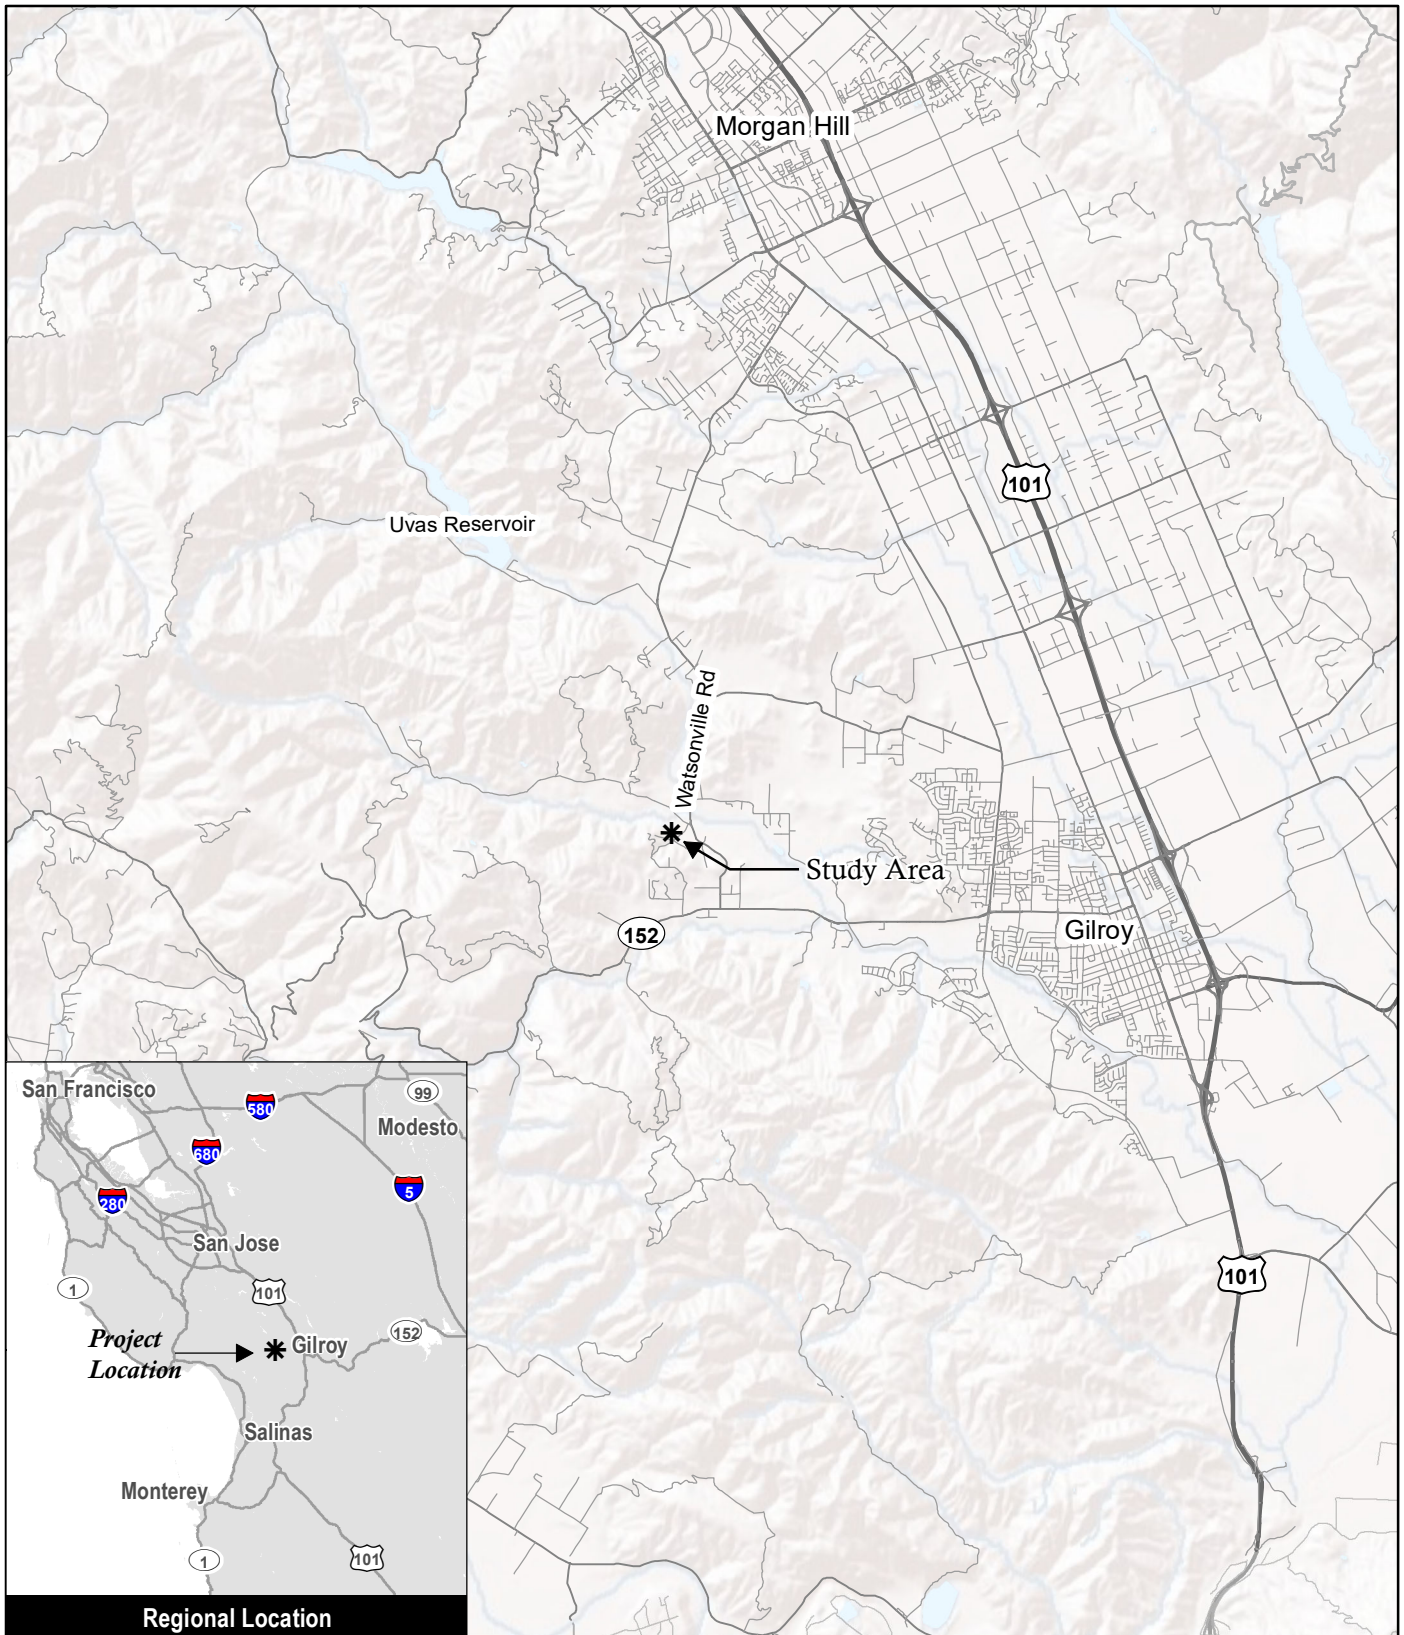 Morgan Hill
101
Uvas Reservoir
Watsonville Rd
Study Area
152
Gilroy
101
San Francisco
99
580
Modesto
680
5
280
San Jose
1
101
152
Project
Location
Gilroy
Salinas
Monterey
1
101
Regional Location